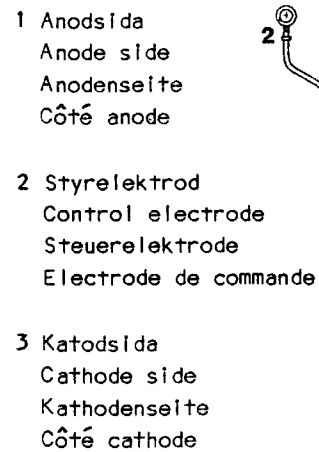 1 Anodsida
Anode side
Anodenseite
Côté anode
2
2 Styrelektrod
Control electrode
Steuerelektrode
Electrode de commande
3 Katodsida
Cathode side
Kathodenseite
Côté cathode